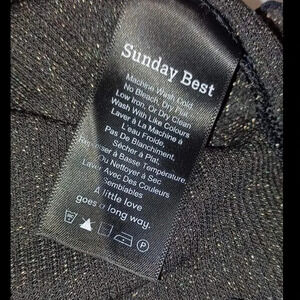 Sunday Best
Machine Wash Cold
No Bleach, Dry Flat,
Low Iron, Or Dry Clean
Wash With Like Colours
Laver À La Machine À
L'eau Froide,
Pas De Blanchiment,
Sécher à Plat,
à Basse Température,
Ou Nettoyer à Sec
Laver Avec Des Couleurs
Semblables
A little love
goes a long way.
P